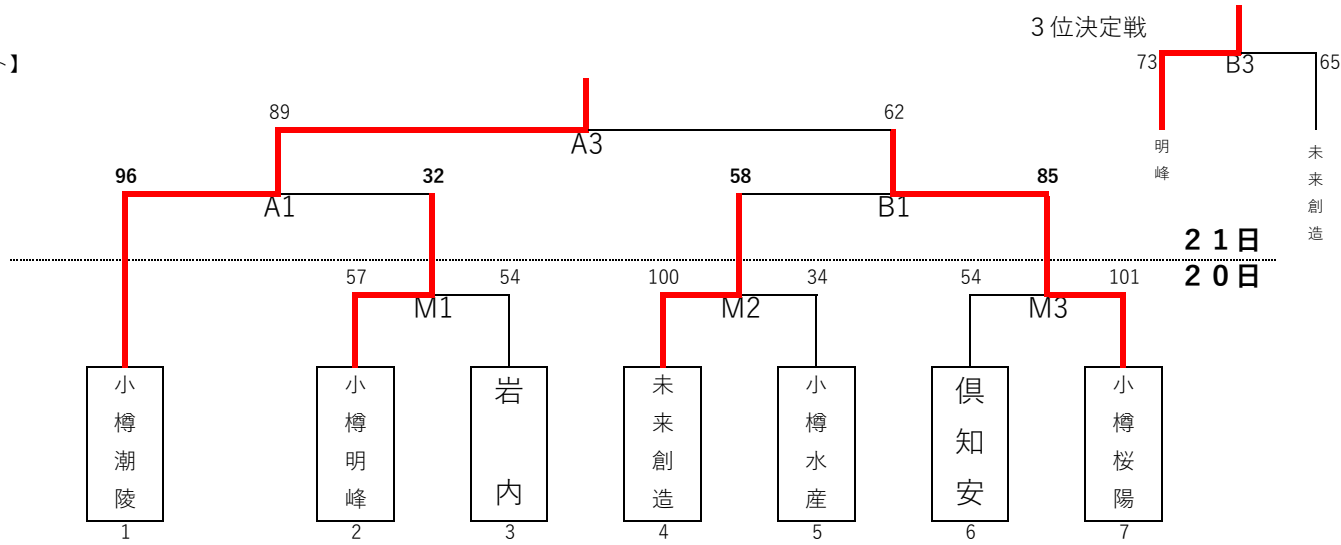 ３位決定戦
ト】
73 B3 65
89 62
A3
明峰
未来創造
96 32 58 85
A1 B1
２１日
２０日
57 54 100 34 54 101
M1 M2 M3
小樽潮陵
小樽明峰
岩内
未来創造
小樽水産
倶知安
小樽桜陽
1 2 3 4 5 6 7